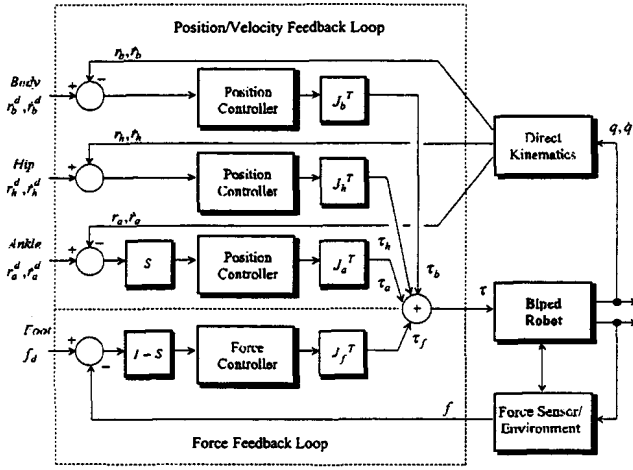 Position/Velocity Feedback Loop
r_b, ṙ_b
Body
r_b^d, ṙ_b^d
+
−
Position
Controller
J_b^T
r_h, ṙ_h
Hip
r_h^d, ṙ_h^d
+
−
Position
Controller
J_h^T
Direct
Kinematics
q, q̇
r_a, ṙ_a
Ankle
r_a^d, ṙ_a^d
+
−
S
Position
Controller
J_a^T
τ_h
τ_a
τ_b
+
τ
Biped
Robot
Foot
f_d
+
−
I − S
Force
Controller
J_f^T
τ_f
f
Force Sensor/
Environment
Force Feedback Loop